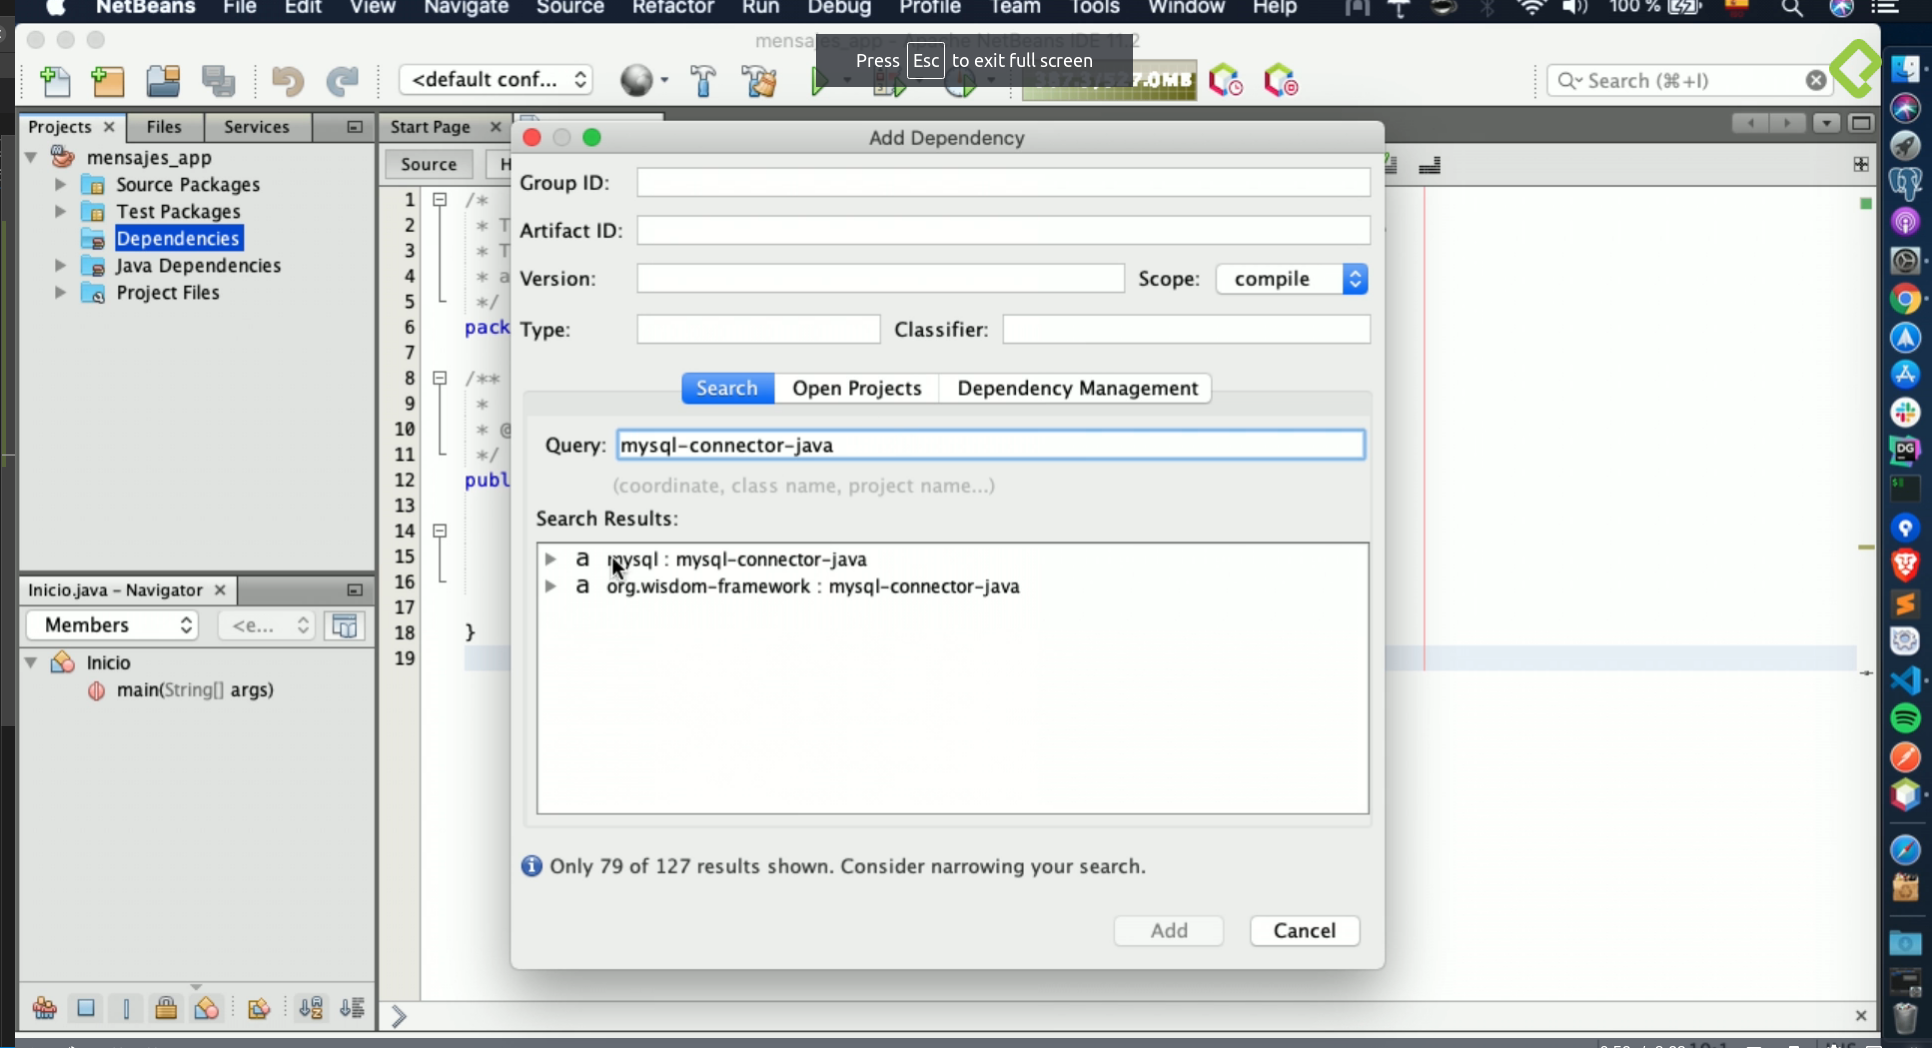 NetBeans File Edit View Navigate Source Refactor Run Debug Profile Team Tools Window Help 100 %
mensajes_app - Apache NetBeans IDE 11.2
Press Esc to exit full screen
<default conf... 7.0MB Search (⌘+I)
Projects Files Services Start Page
Add Dependency
mensajes_app
Source Packages
Test Packages
Dependencies
Java Dependencies
Project Files
Source H
1 /*
2 * T
3 * T
4 * a
5 */
6 pack
7
8 /**
9 *
10 * @
11 */
12 publ
13
14
15
16
17
18 }
19
Group ID:
Artifact ID:
Version: Scope: compile
Type: Classifier:
Search Open Projects Dependency Management
Query: mysql-connector-java
(coordinate, class name, project name...)
Search Results:
a mysql : mysql-connector-java
a org.wisdom-framework : mysql-connector-java
Only 79 of 127 results shown. Consider narrowing your search.
Add Cancel
Inicio.java - Navigator
Members <e...
Inicio
main(String[] args)
DG